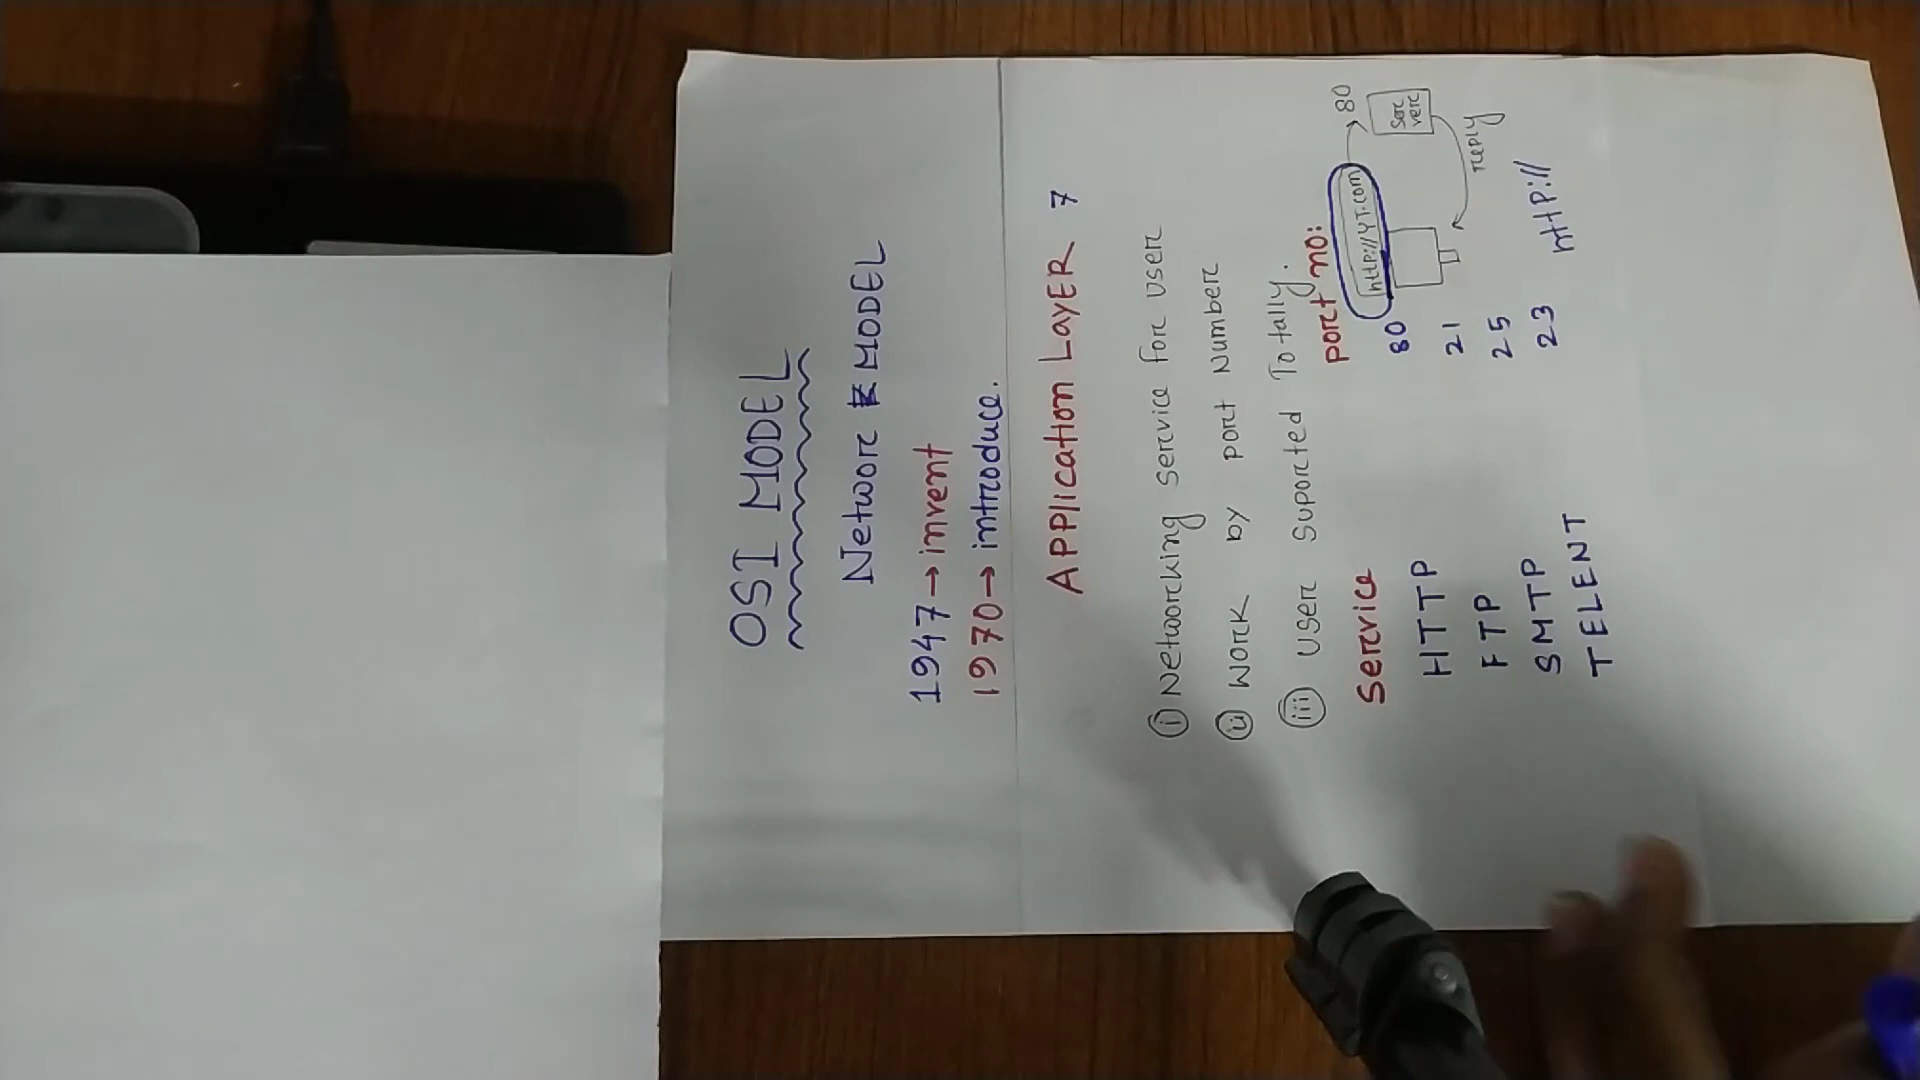 OSI MODEL
Network MODEL
1947→invent
1970→introduce.
APPlication LayER 7
(i) Networking service for user
(ii) work by port Number
(iii) user suported Totally.
service port no:
HTTP 80
FTP 21
SMTP 25
TELENT 23
http://YT.com
80
Ser
ver
reply
HttP://